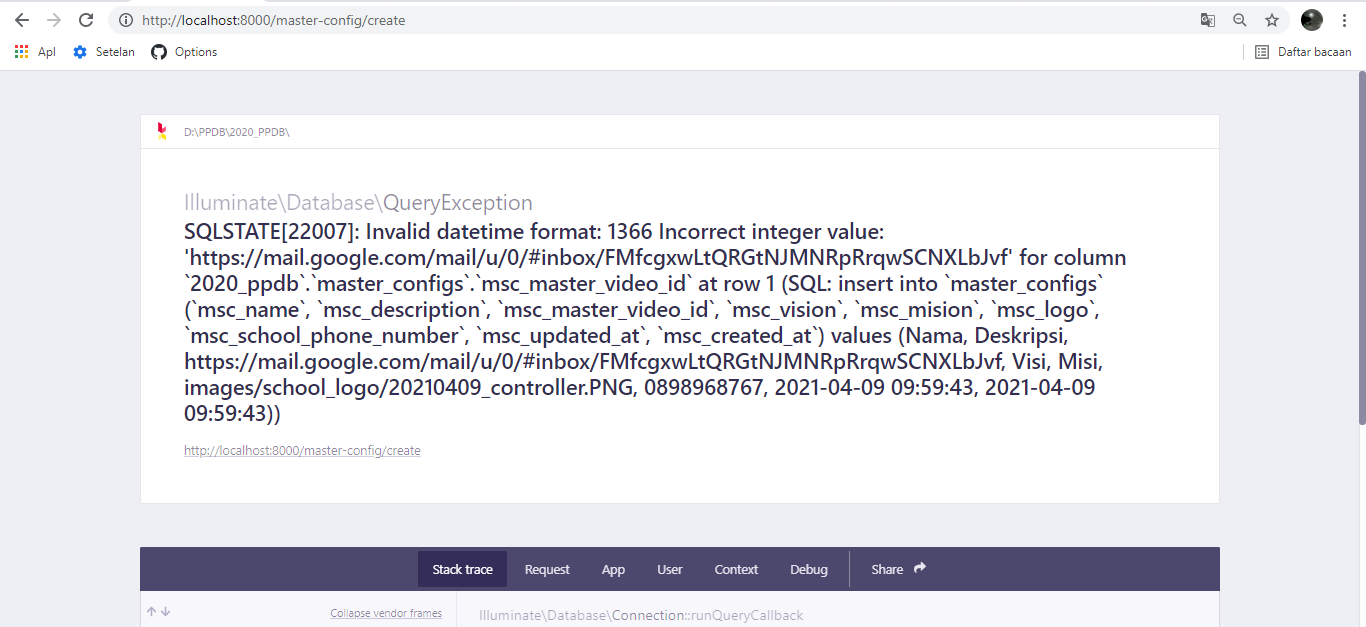 http://localhost:8000/master-config/create
Apl Setelan Options Daftar bacaan
D:\PPDB\2020_PPDB\
Illuminate\Database\QueryException
SQLSTATE[22007]: Invalid datetime format: 1366 Incorrect integer value:
'https://mail.google.com/mail/u/0/#inbox/FMfcgxwLtQRGtNJMNRpRrqwSCNXLbJvf' for column
`2020_ppdb`.`master_configs`.`msc_master_video_id` at row 1 (SQL: insert into `master_configs`
(`msc_name`, `msc_description`, `msc_master_video_id`, `msc_vision`, `msc_mision`, `msc_logo`,
`msc_school_phone_number`, `msc_updated_at`, `msc_created_at`) values (Nama, Deskripsi,
https://mail.google.com/mail/u/0/#inbox/FMfcgxwLtQRGtNJMNRpRrqwSCNXLbJvf, Visi, Misi,
images/school_logo/20210409_controller.PNG, 0898968767, 2021-04-09 09:59:43, 2021-04-09
09:59:43))
http://localhost:8000/master-config/create
Stack trace Request App User Context Debug Share
Collapse vendor frames
Illuminate\Database\Connection::runQueryCallback